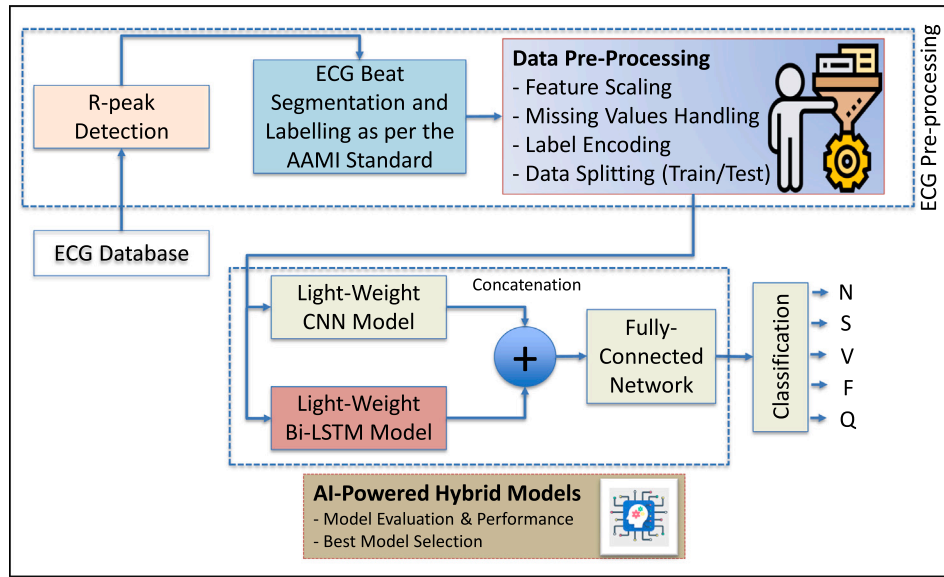 ECG Pre-processing
R-peak
Detection
ECG Beat
Segmentation and
Labelling as per the
AAMI Standard
Data Pre-Processing
- Feature Scaling
- Missing Values Handling
- Label Encoding
- Data Splitting (Train/Test)
ECG Database
Light-Weight
CNN Model
Concatenation
+
Light-Weight
Bi-LSTM Model
Fully-
Connected
Network
Classification
N
S
V
F
Q
AI-Powered Hybrid Models
- Model Evaluation & Performance
- Best Model Selection